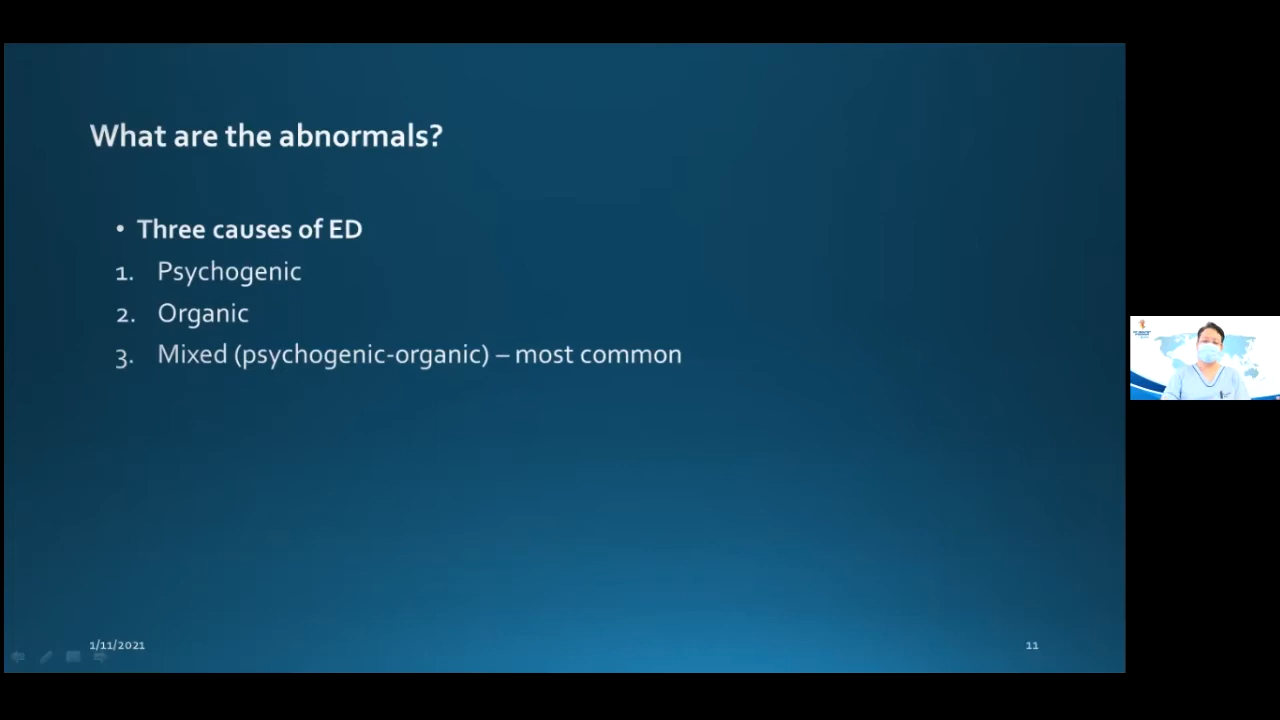 What are the abnormals?
• Three causes of ED
1. Psychogenic
2. Organic
3. Mixed (psychogenic-organic) – most common
1/11/2021
11